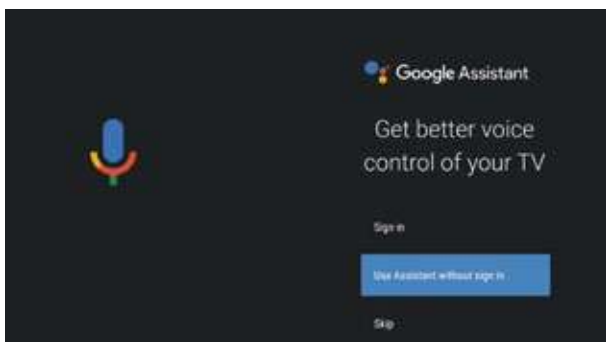 Google Assistant
Get better voice
control of your TV
Sign in
Use Assistant without sign in
Skip